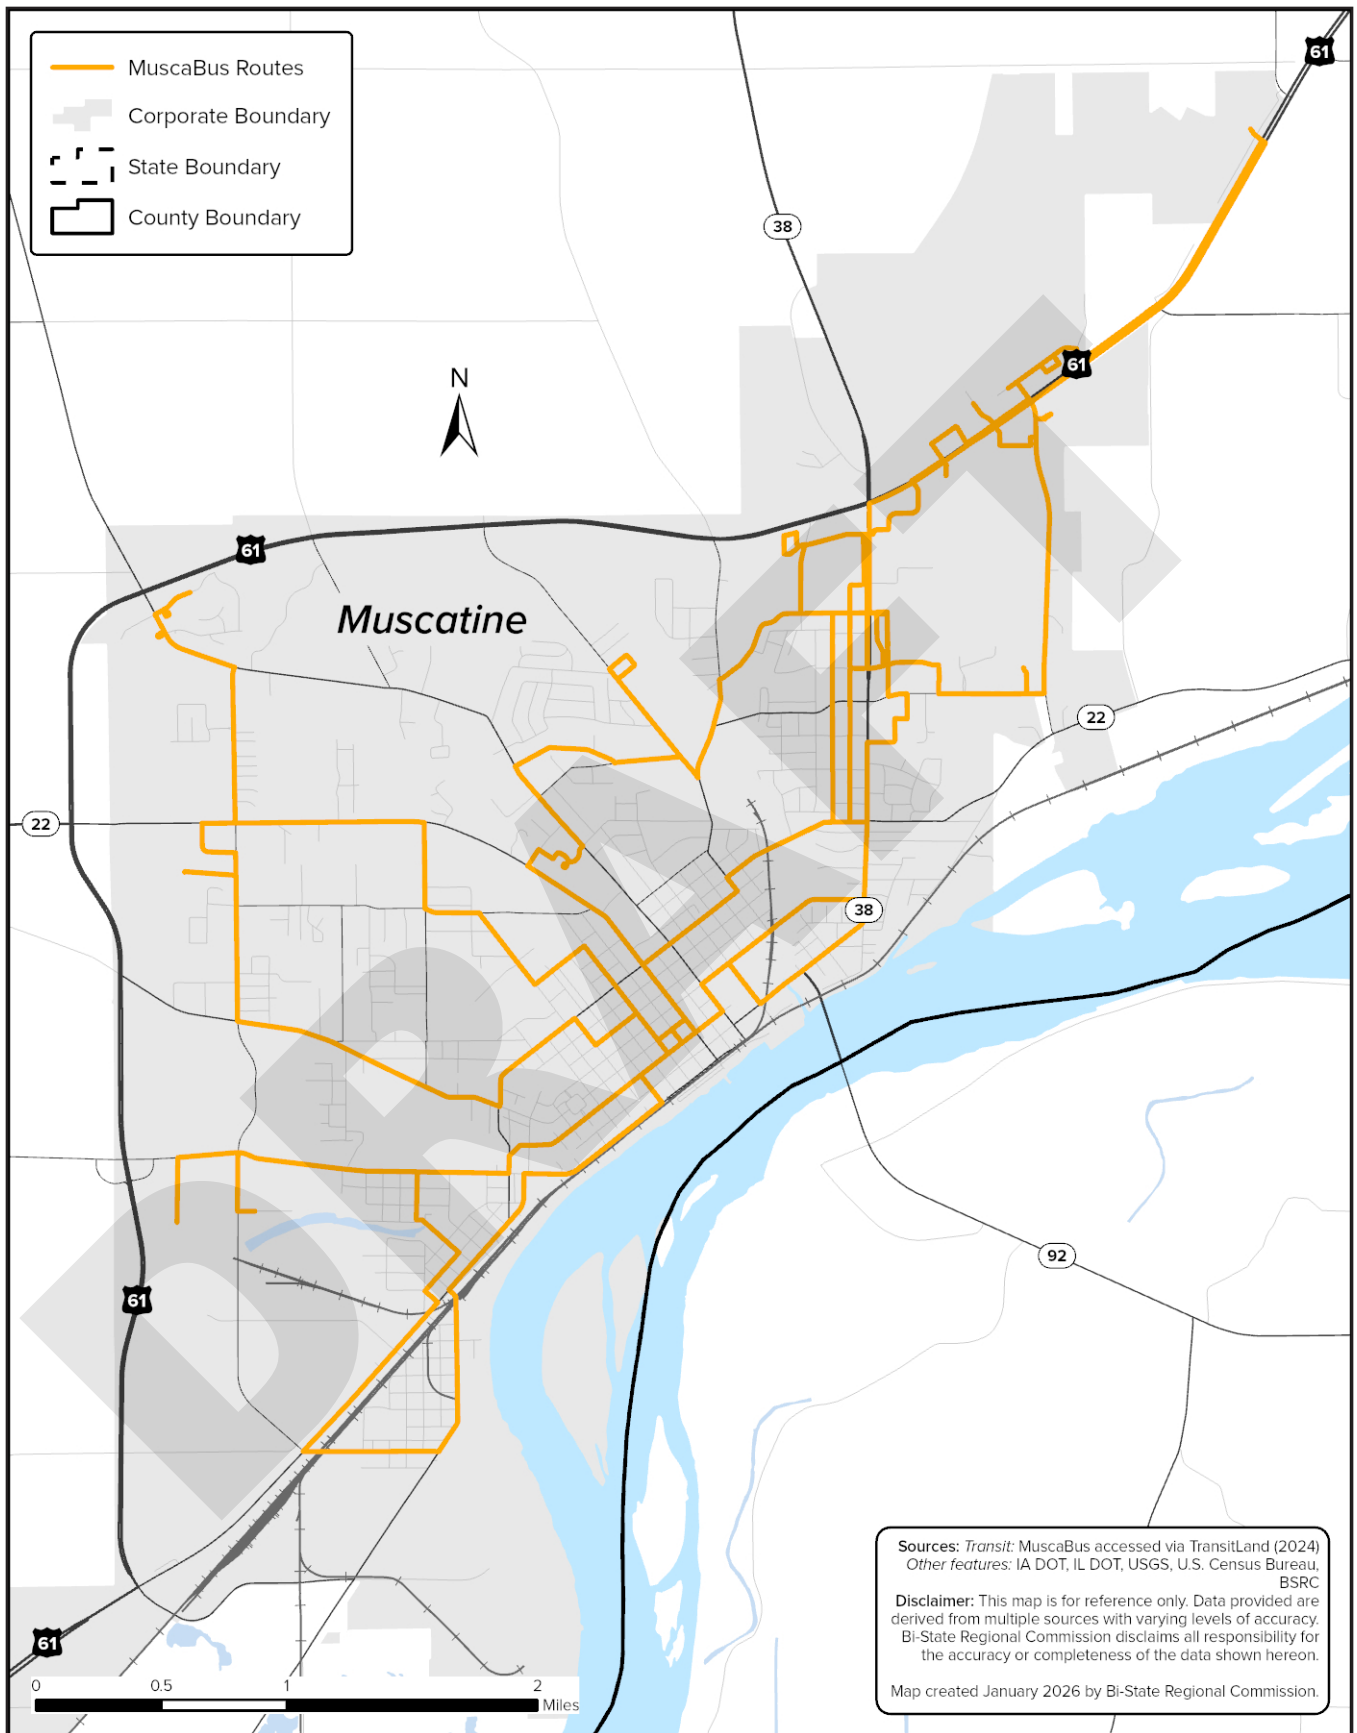 61
MuscaBus Routes
Corporate Boundary
State Boundary
County Boundary
38
61
N
61
Muscatine
22
22
38
92
61
61
DRAFT
Sources: Transit: MuscaBus accessed via TransitLand (2024)
Other features: IA DOT, IL DOT, USGS, U.S. Census Bureau,
BSRC
Disclaimer: This map is for reference only. Data provided are
derived from multiple sources with varying levels of accuracy.
Bi-State Regional Commission disclaims all responsibility for
the accuracy or completeness of the data shown hereon.
Map created January 2026 by Bi-State Regional Commission.
0 0.5 1 2
Miles